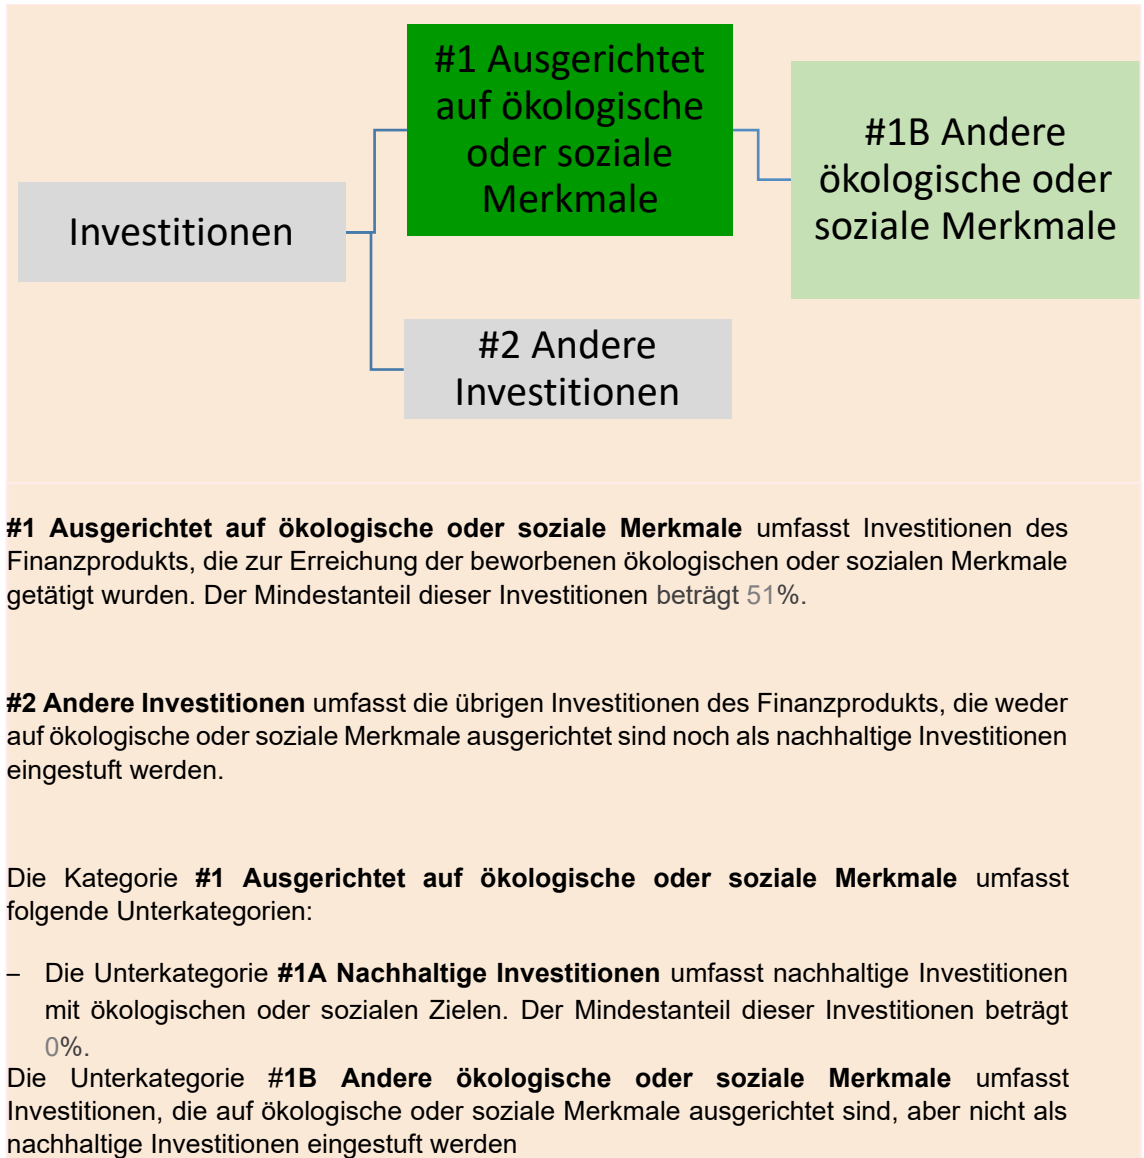 #1 Ausgerichtet
auf ökologische
oder soziale
Merkmale
#1B Andere
ökologische oder
soziale Merkmale
Investitionen
#2 Andere
Investitionen
#1 Ausgerichtet auf ökologische oder soziale Merkmale umfasst Investitionen des
Finanzprodukts, die zur Erreichung der beworbenen ökologischen oder sozialen Merkmale
getätigt wurden. Der Mindestanteil dieser Investitionen beträgt 51%.
#2 Andere Investitionen umfasst die übrigen Investitionen des Finanzprodukts, die weder
auf ökologische oder soziale Merkmale ausgerichtet sind noch als nachhaltige Investitionen
eingestuft werden.
Die Kategorie #1 Ausgerichtet auf ökologische oder soziale Merkmale umfasst
folgende Unterkategorien:
– Die Unterkategorie #1A Nachhaltige Investitionen umfasst nachhaltige Investitionen
mit ökologischen oder sozialen Zielen. Der Mindestanteil dieser Investitionen beträgt
0%.
Die Unterkategorie #1B Andere ökologische oder soziale Merkmale umfasst
Investitionen, die auf ökologische oder soziale Merkmale ausgerichtet sind, aber nicht als
nachhaltige Investitionen eingestuft werden